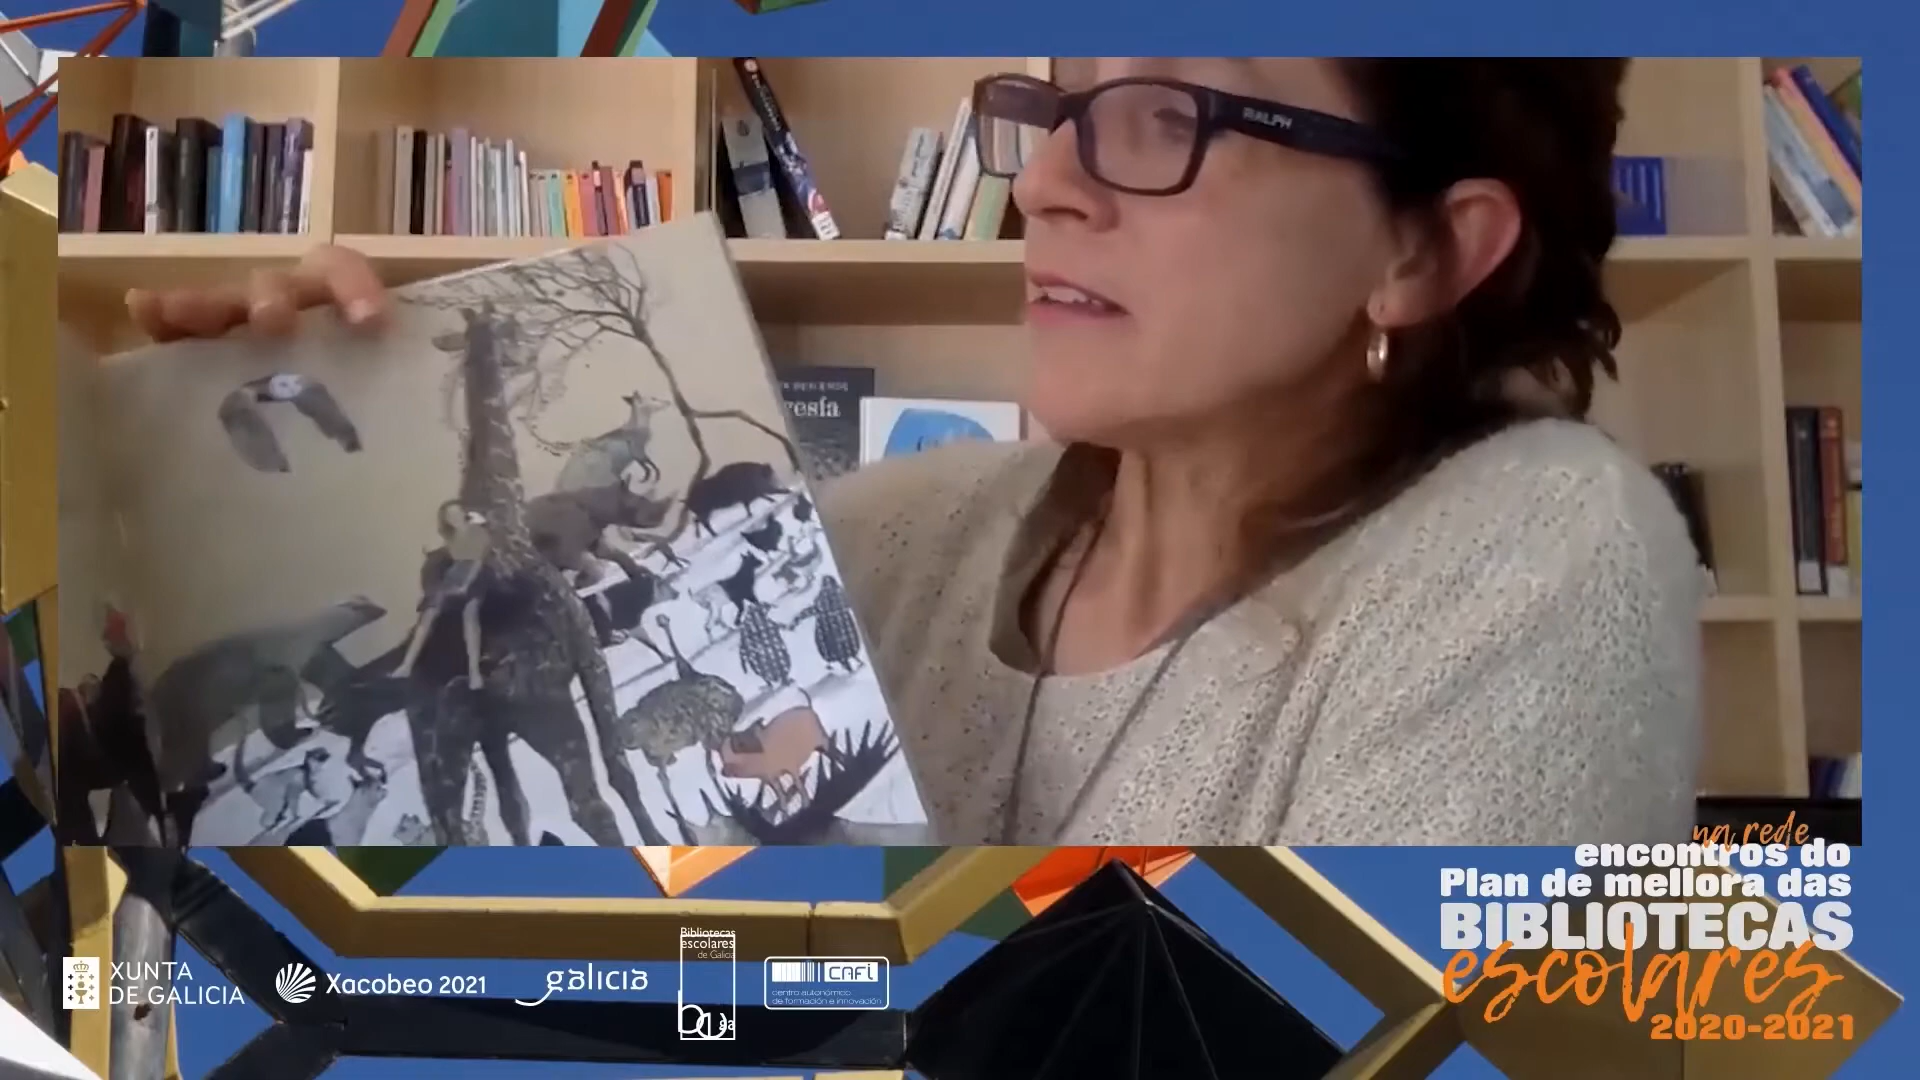 RALPH
na rede
encontros do
Plan de mellora das
BIBLIOTECAS
escolares
2020-2021
XUNTA
DE GALICIA
Xacobeo 2021
galicia
Bibliotecas
escolares
de Galicia
CAFi
centro autonómico
de formación e innovación